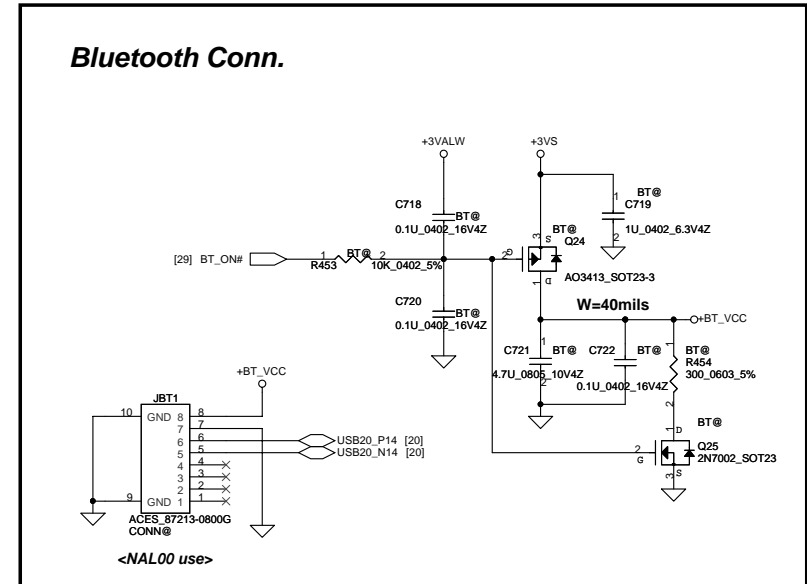 Bluetooth Conn.
+3VALW
+3VS
C718
BT@
0.1U_0402_16V4Z
1
BT@
C719
1U_0402_6.3V4Z
2
[29] BT_ON#
1
BT@
2
R453
10K_0402_5%
3
S
BT@
Q24
2
G
D
1
AO3413_SOT23-3
C720
BT@
0.1U_0402_16V4Z
W=40mils
+BT_VCC
C721
1
BT@
4.7U_0805_10V4Z
2
C722
BT@
0.1U_0402_16V4Z
1
BT@
R454
300_0603_5%
2
BT@
1
D
Q25
2
G
2N7002_SOT23
3
S
+BT_VCC
JBT1
10
GND
8
8
7
7
6
6
USB20_P14 [20]
5
5
USB20_N14 [20]
4
4
3
3
2
2
9
GND
1
1
ACES_87213-0800G
CONN@
<NAL00 use>